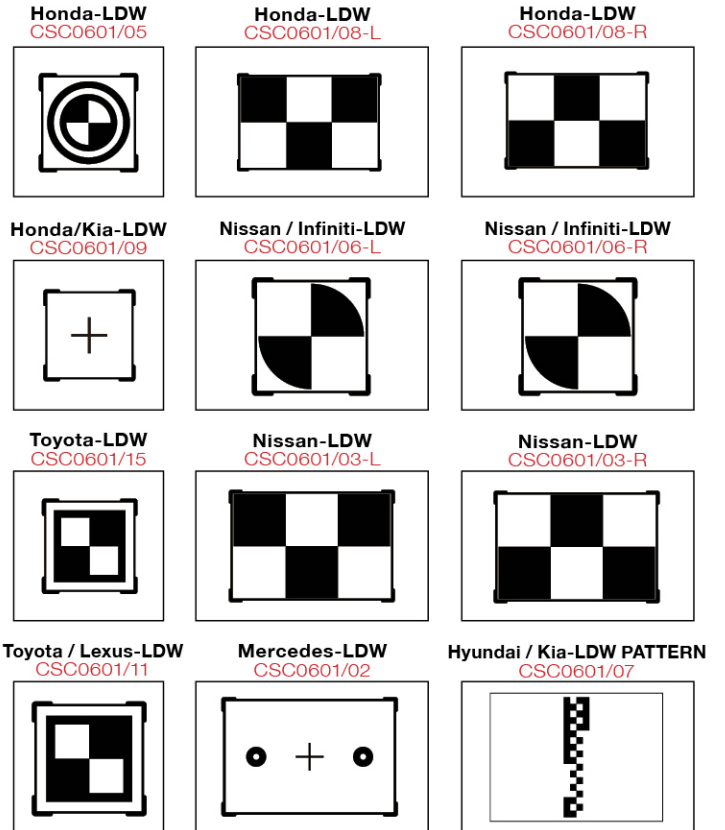 Honda-LDW
CSC0601/05
Honda-LDW
CSC0601/08-L
Honda-LDW
CSC0601/08-R
Honda/Kia-LDW
CSC0601/09
Nissan / Infiniti-LDW
CSC0601/06-L
Nissan / Infiniti-LDW
CSC0601/06-R
Toyota-LDW
CSC0601/15
Nissan-LDW
CSC0601/03-L
Nissan-LDW
CSC0601/03-R
Toyota / Lexus-LDW
CSC0601/11
Mercedes-LDW
CSC0601/02
Hyundai / Kia-LDW PATTERN
CSC0601/07